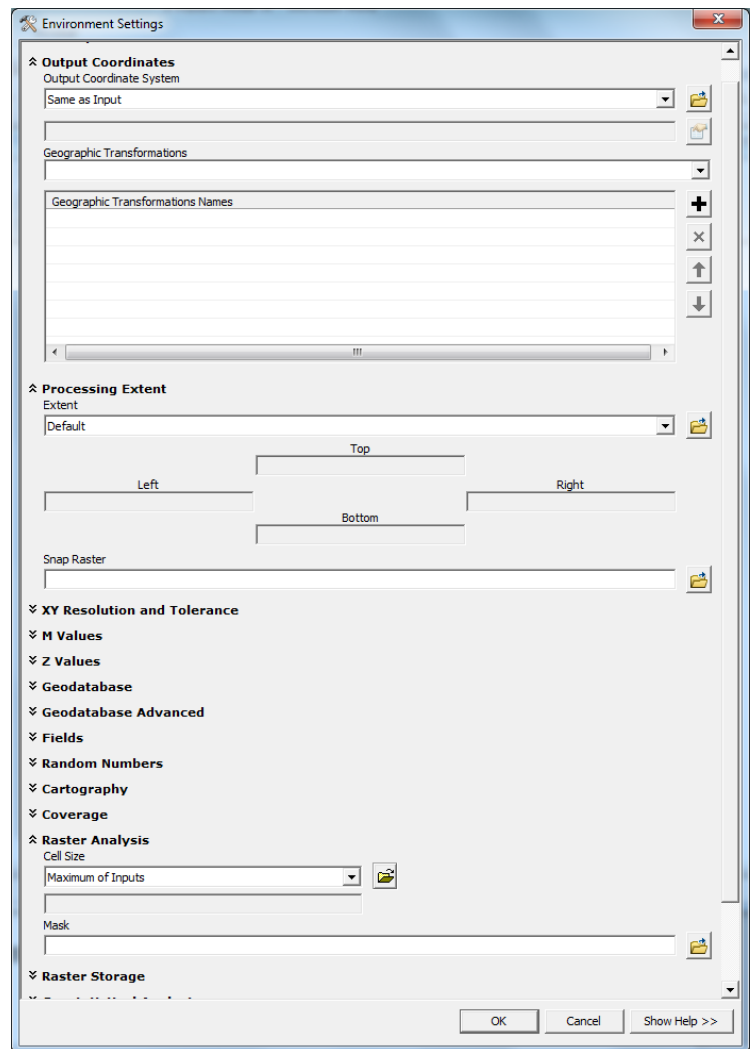 Environment Settings
Output Coordinates
Output Coordinate System
Same as Input
Geographic Transformations
Geographic Transformations Names
Processing Extent
Extent
Default
Top
Left Right
Bottom
Snap Raster
XY Resolution and Tolerance
M Values
Z Values
Geodatabase
Geodatabase Advanced
Fields
Random Numbers
Cartography
Coverage
Raster Analysis
Cell Size
Maximum of Inputs
Mask
Raster Storage
OK Cancel Show Help >>